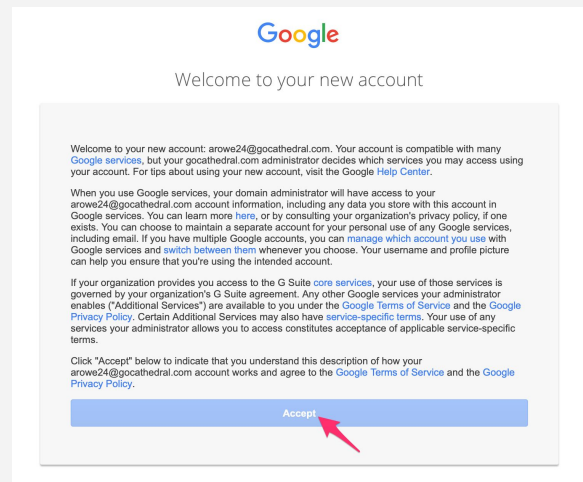 Google
Welcome to your new account
Welcome to your new account: arowe24@gocathedral.com. Your account is compatible with many
Google services, but your gocathedral.com administrator decides which services you may access using
your account. For tips about using your new account, visit the Google Help Center.
When you use Google services, your domain administrator will have access to your
arowe24@gocathedral.com account information, including any data you store with this account in
Google services. You can learn more here, or by consulting your organization's privacy policy, if one
exists. You can choose to maintain a separate account for your personal use of any Google services,
including email. If you have multiple Google accounts, you can manage which account you use with
Google services and switch between them whenever you choose. Your username and profile picture
can help you ensure that you're using the intended account.
If your organization provides you access to the G Suite core services, your use of those services is
governed by your organization's G Suite agreement. Any other Google services your administrator
enables ("Additional Services") are available to you under the Google Terms of Service and the Google
Privacy Policy. Certain Additional Services may also have service-specific terms. Your use of any
services your administrator allows you to access constitutes acceptance of applicable service-specific
terms.
Click "Accept" below to indicate that you understand this description of how your
arowe24@gocathedral.com account works and agree to the Google Terms of Service and the Google
Privacy Policy.
Accept